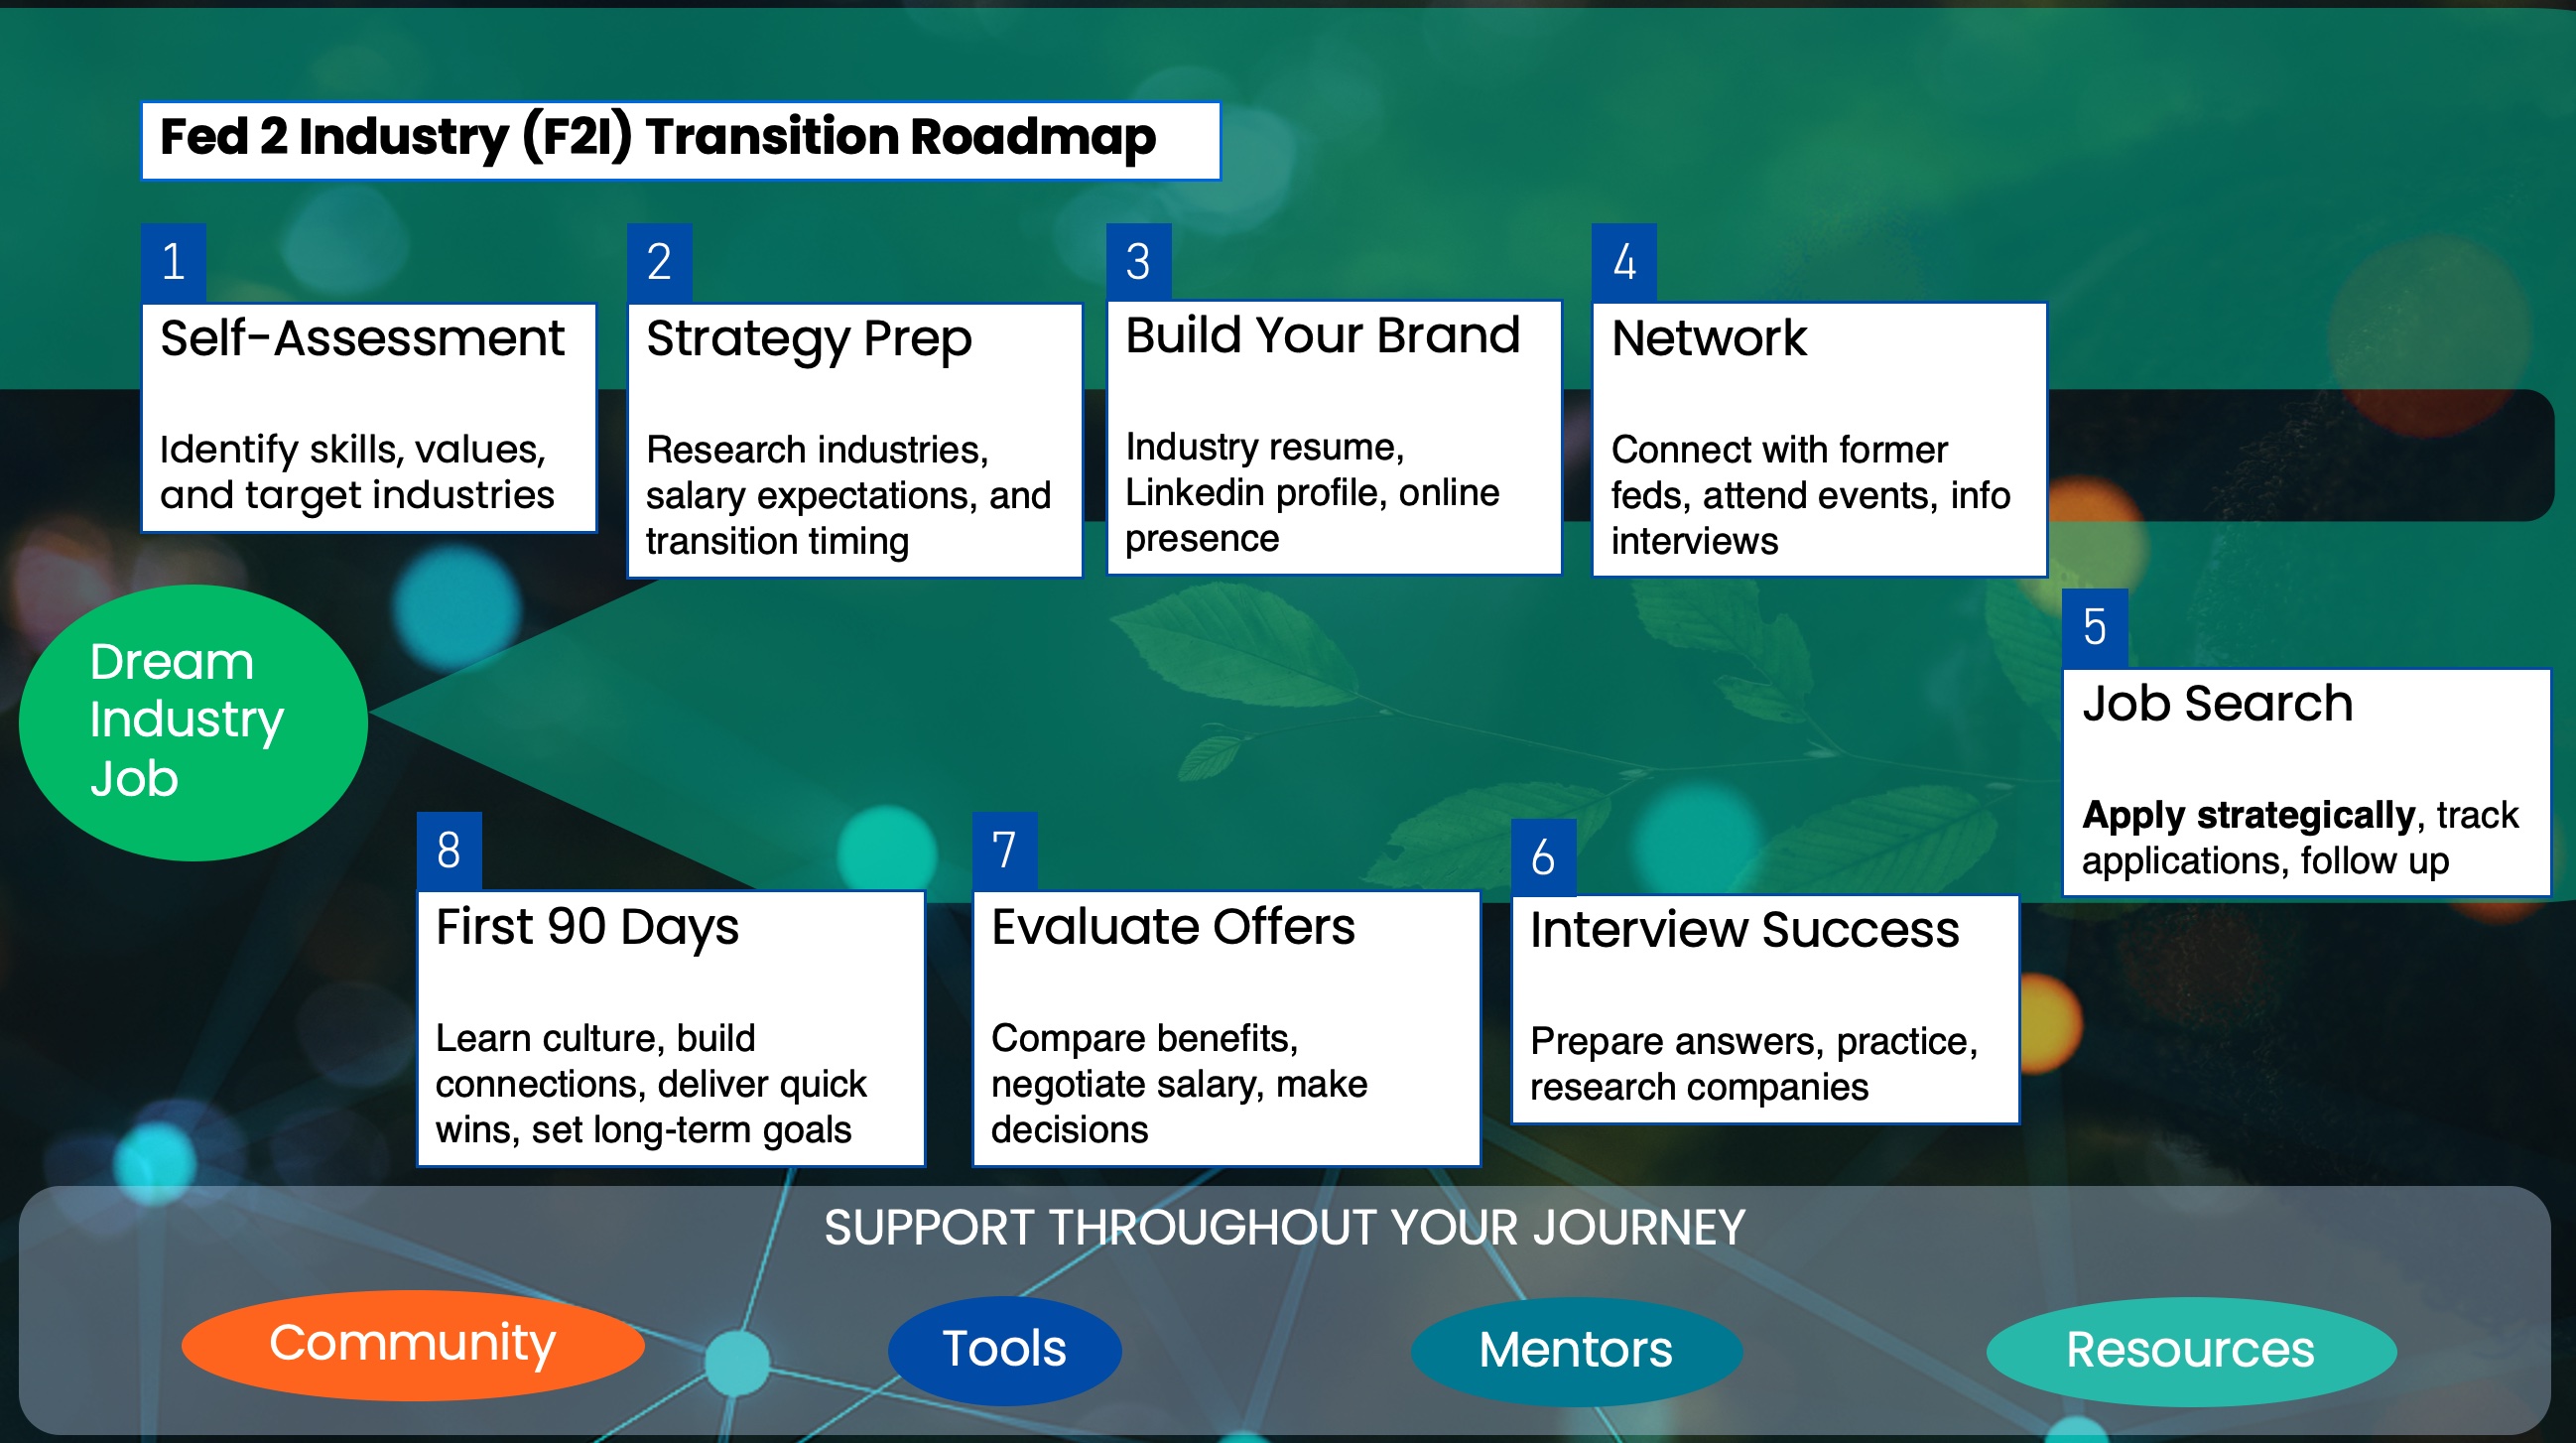 Fed 2 Industry (F2I) Transition Roadmap
1
Self-Assessment
Identify skills, values,
and target industries
2
Strategy Prep
Research industries,
salary expectations, and
transition timing
3
Build Your Brand
Industry resume,
Linkedin profile, online
presence
4
Network
Connect with former
feds, attend events, info
interviews
5
Job Search
Apply strategically, track
applications, follow up
6
Interview Success
Prepare answers, practice,
research companies
7
Evaluate Offers
Compare benefits,
negotiate salary, make
decisions
8
First 90 Days
Learn culture, build
connections, deliver quick
wins, set long-term goals
Dream
Industry
Job
SUPPORT THROUGHOUT YOUR JOURNEY
Community
Tools
Mentors
Resources